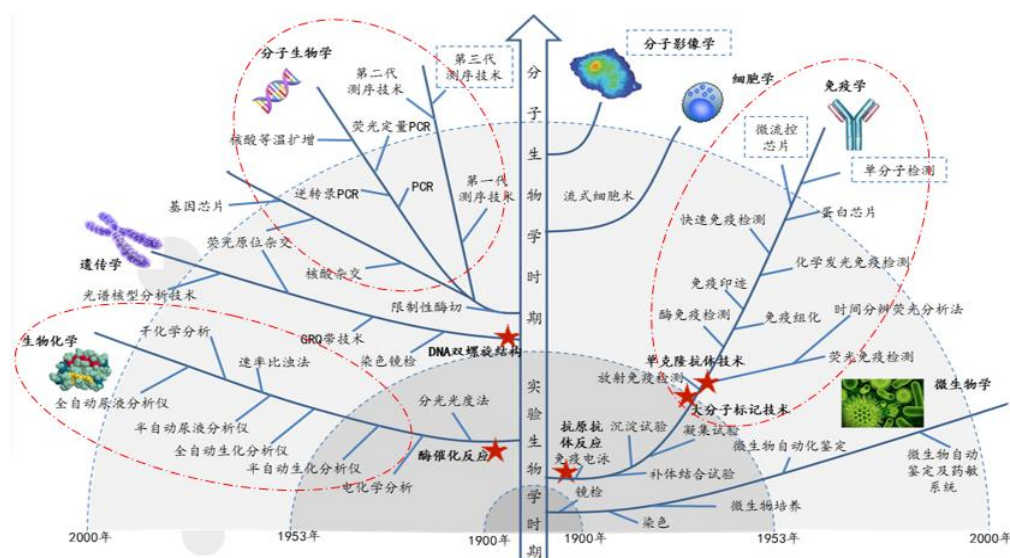 分子生物学
第二代
测序技术
第三代
测序技术
荧光定量PCR
核酸等温扩增
逆转录PCR
PCR
第一代
测序技术
基因芯片
荧光原位杂交
核酸杂交
限制性酶切
遗传学
光谱核型分析技术
GRQ带技术
染色镜检
DNA双螺旋结构
生物化学
干化学分析
速率比浊法
分光光度法
全自动尿液分析仪
半自动尿液分析仪
全自动生化分析仪
半自动生化分析仪
电化学分析
酶催化反应
分子生物学时期
实验生物学时期
分子影像学
细胞学
流式细胞术
免疫学
微流控
芯片
单分子检测
蛋白芯片
快速免疫检测
化学发光免疫检测
免疫印迹
酶免疫检测
免疫组化
时间分辨荧光分析法
单克隆抗体技术
荧光免疫检测
放射免疫检测
大分子标记技术
抗原抗
体反应
沉淀试验
凝集试验
免疫电泳
补体结合试验
微生物学
微生物自动化鉴定
微生物自动
鉴定及药敏
系统
镜检
微生物培养
染色
2000年
1953年
1900年
1900年
1953年
2000年